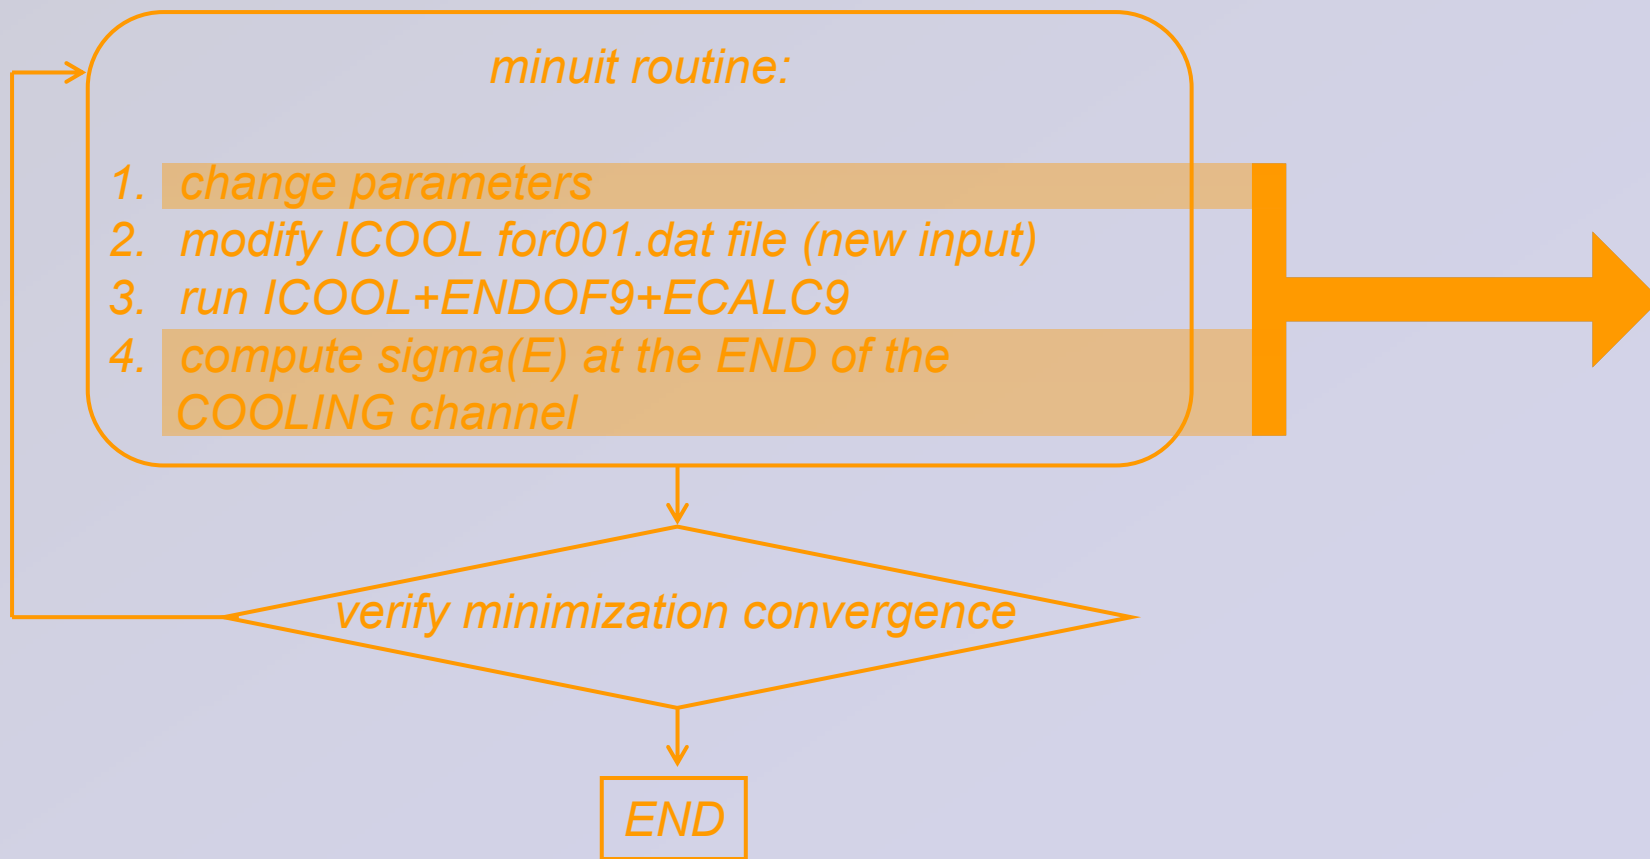 minuit routine:
1. change parameters
2. modify ICOOL for001.dat file (new input)
3. run ICOOL+ENDOF9+ECALC9
4. compute sigma(E) at the END of the
COOLING channel
verify minimization convergence
END